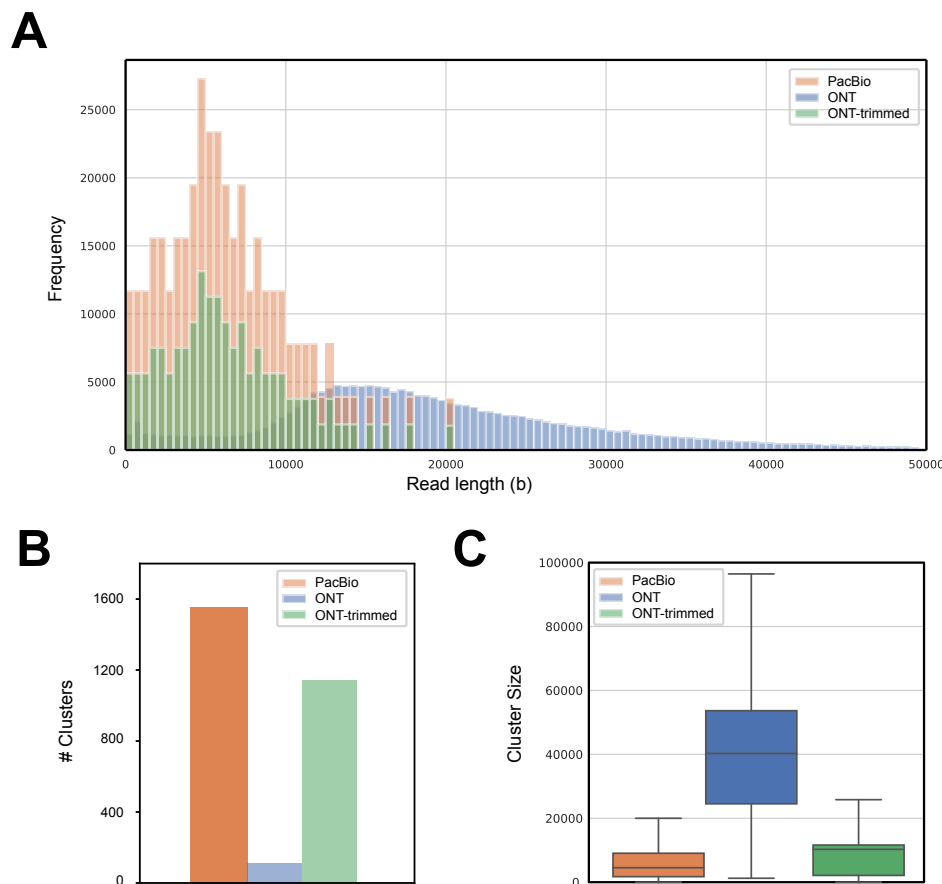 A
PacBio
ONT
ONT-trimmed
25000
20000
15000
10000
5000
0
Frequency
0 10000 20000 30000 40000 50000
Read length (b)
B
PacBio
ONT
ONT-trimmed
1600
1200
800
400
0
# Clusters
C
PacBio
ONT
ONT-trimmed
100000
80000
60000
40000
20000
0
Cluster Size